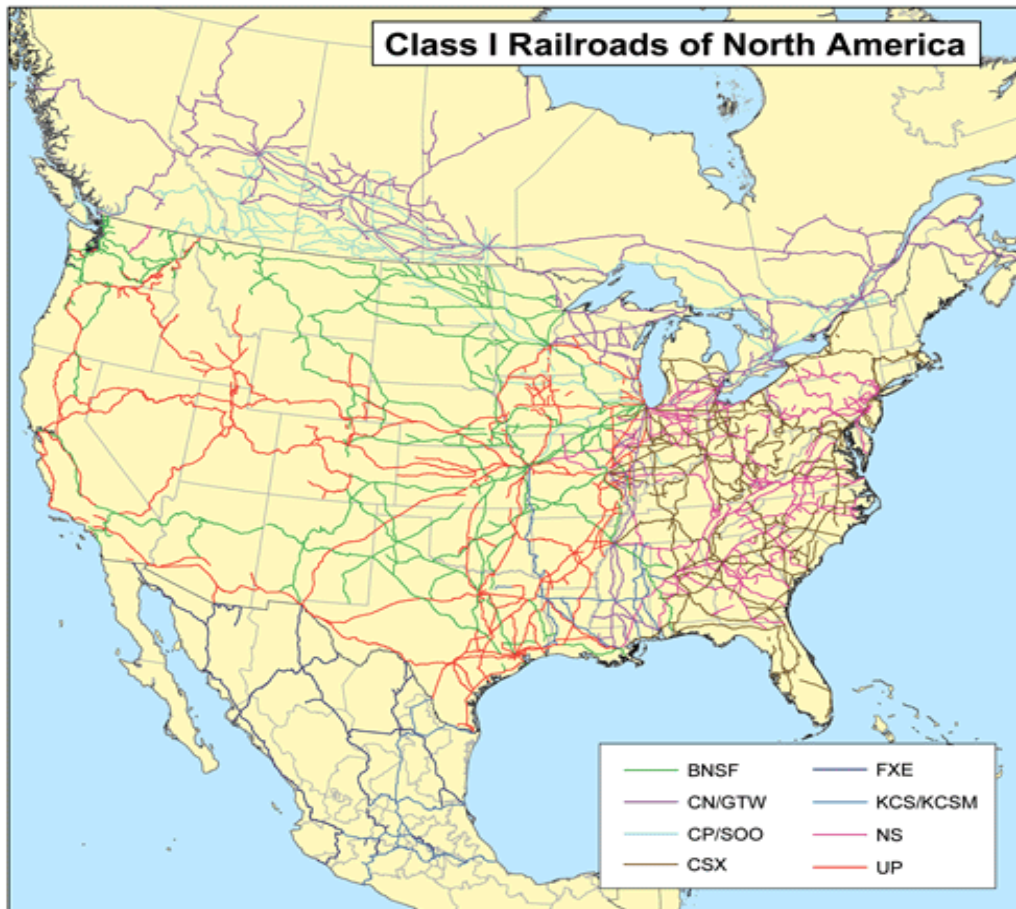 Class I Railroads of North America
BNSF
CN/GTW
CP/SOO
CSX
FXE
KCS/KCSM
NS
UP